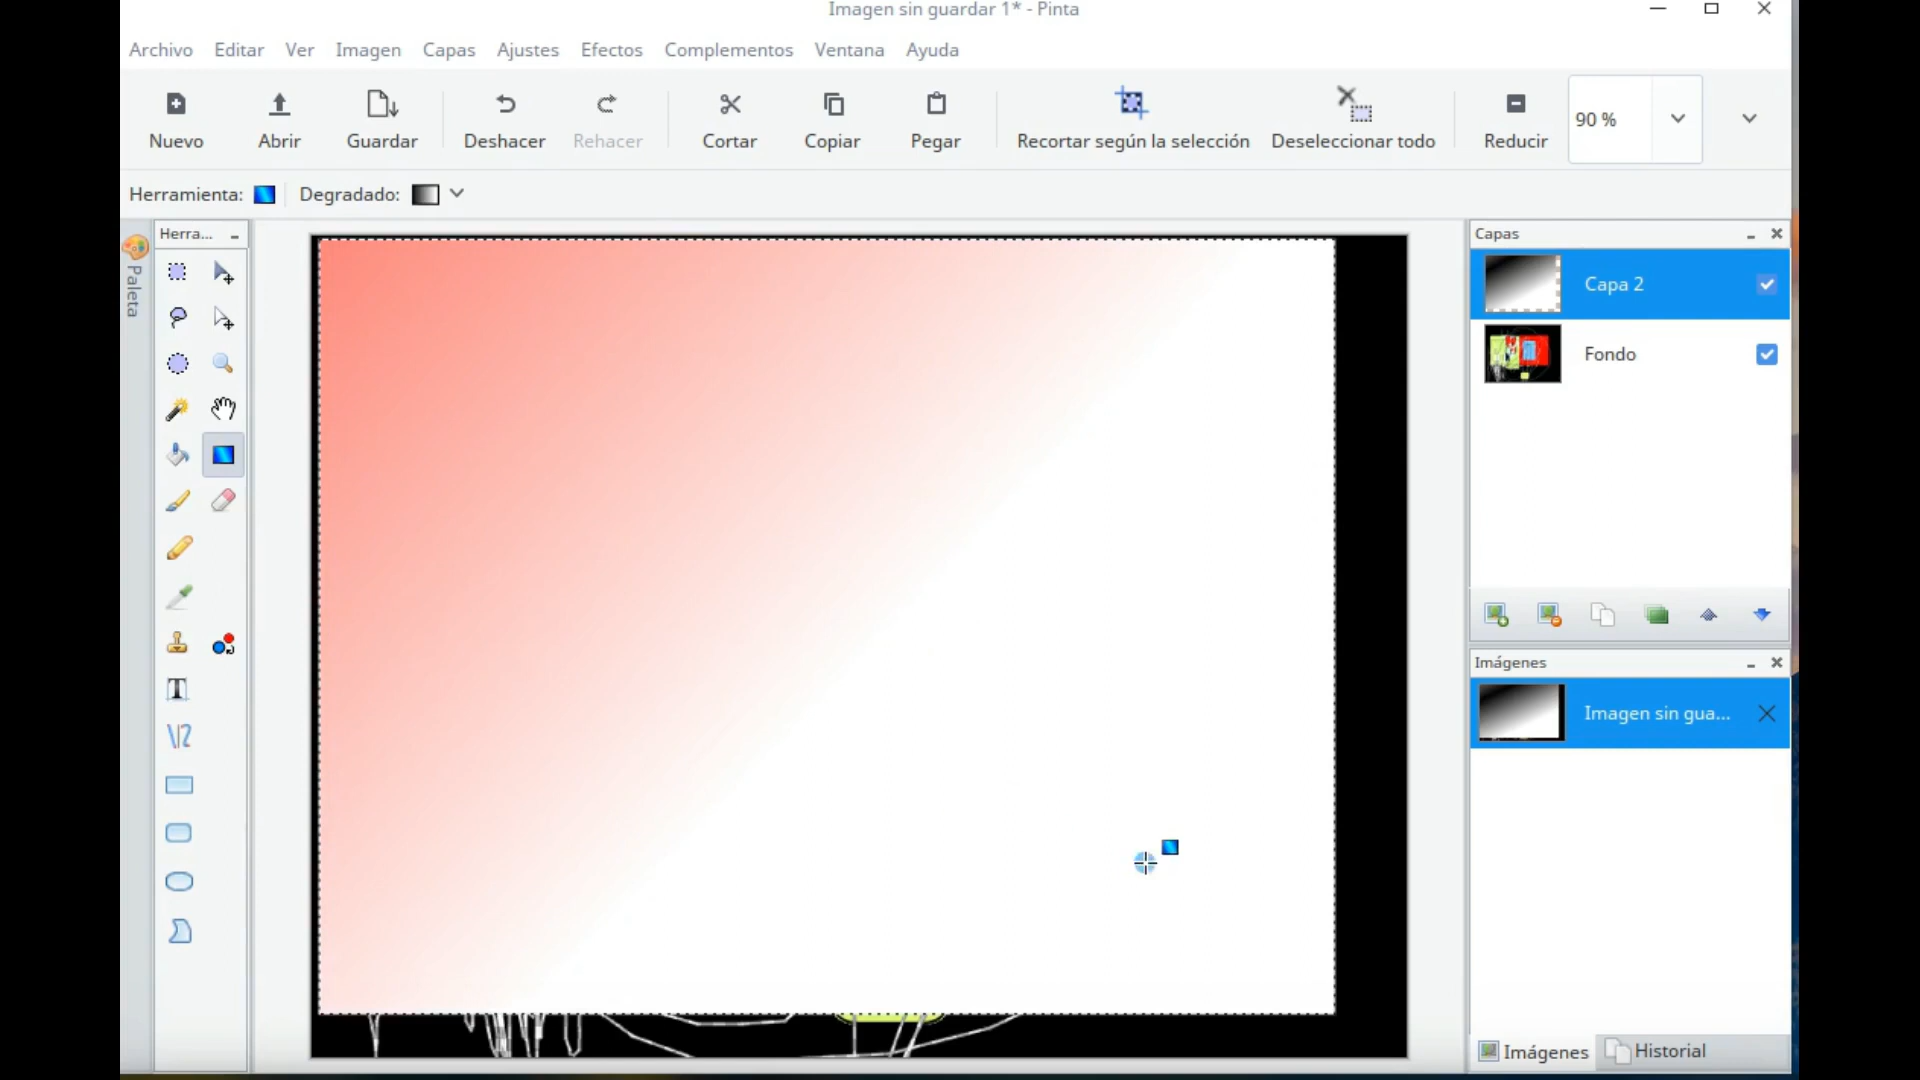 Imagen sin guardar 1* - Pinta
Archivo Editar Ver Imagen Capas Ajustes Efectos Complementos Ventana Ayuda
Nuevo Abrir Guardar Deshacer Rehacer Cortar Copiar Pegar Recortar según la selección Deseleccionar todo Reducir 90 %
Herramienta: Degradado:
Paleta
Herra...
Capas
Capa 2
Fondo
Imágenes
Imagen sin gua...
Imágenes Historial